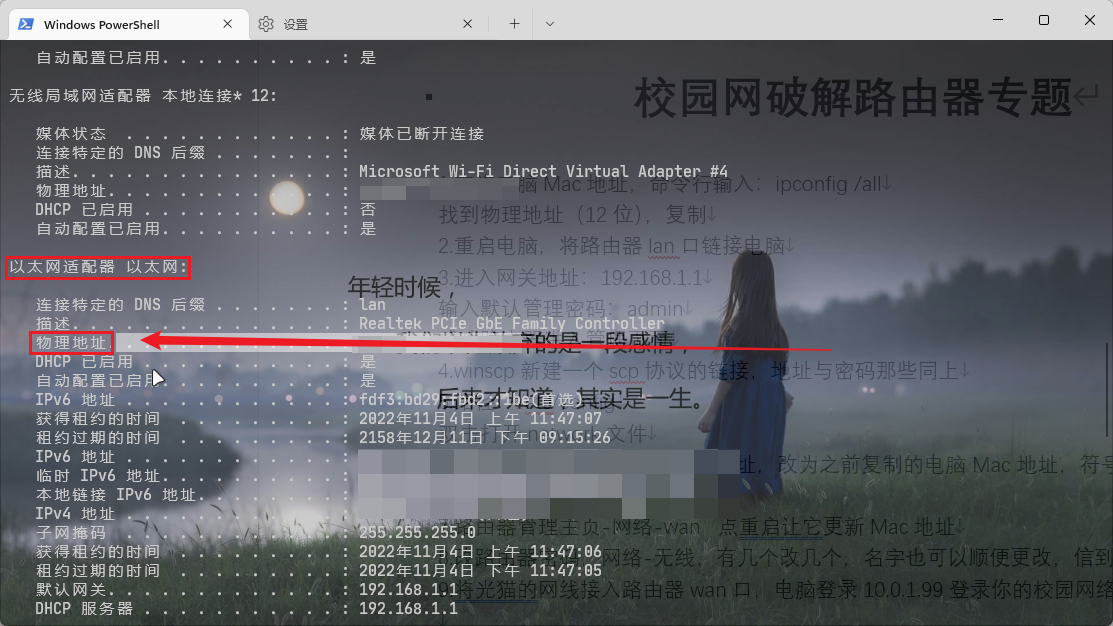 Windows PowerShell
设置
自动配置已启用. . . . . . . . . . : 是
校园网破解路由器专题
无线局域网适配器 本地连接* 12:
媒体状态 . . . . . . . . . . . . : 媒体已断开连接
连接特定的 DNS 后缀 . . . . . . . :
描述. . . . . . . . . . . . . . . : Microsoft Wi-Fi Direct Virtual Adapter #4
物理地址. . . . . . . . . . . . . :
脑 Mac 地址，命令行输入：ipconfig /all
DHCP 已启用 . . . . . . . . . . . : 否
找到物理地址（12 位），复制
自动配置已启用. . . . . . . . . . : 是
2.重启电脑，将路由器 lan 口链接电脑
以太网适配器 以太网:
3.进入网关地址：192.168.1.1
年轻时候，
连接特定的 DNS 后缀 . . . . . . . : lan
输入默认管理密码：admin
描述. . . . . . . . . . . . . . . : Realtek PCIe GbE Family Controller
物理地址. . . . . . . . . . . . . :
的是一段感情，
DHCP 已启用 . . . . . . . . . . . : 是
4.winscp 新建一个 scp 协议的链接，地址与密码那些同上
自动配置已启用. . . . . . . . . . : 是
IPv6 地址 . . . . . . . . . . . . : fdf3:bd29:fbd2::1be(首选)
后来才知道，其实是一生。
获得租约的时间 . . . . . . . . . : 2022年11月4日 上午 11:47:07
租约过期的时间 . . . . . . . . . : 2158年12月11日 下午 09:15:26
文件
IPv6 地址 . . . . . . . . . . . . :
址，改为之前复制的电脑 Mac 地址，符号
临时 IPv6 地址. . . . . . . . . . :
本地链接 IPv6 地址. . . . . . . . :
IPv4 地址 . . . . . . . . . . . . :
子网掩码 . . . . . . . . . . . . : 255.255.255.0
路由器管理主页-网络-wan 点重启让它更新 Mac 地址
获得租约的时间 . . . . . . . . . : 2022年11月4日 上午 11:47:06
网络-无线，有几个改几个，名字也可以顺便更改，信到
租约过期的时间 . . . . . . . . . : 2022年11月4日 下午 11:47:05
默认网关. . . . . . . . . . . . . : 192.168.1.1
将光猫的网线接入路由器 wan 口，电脑登录 10.0.1.99 登录你的校园网络
DHCP 服务器 . . . . . . . . . . . : 192.168.1.1